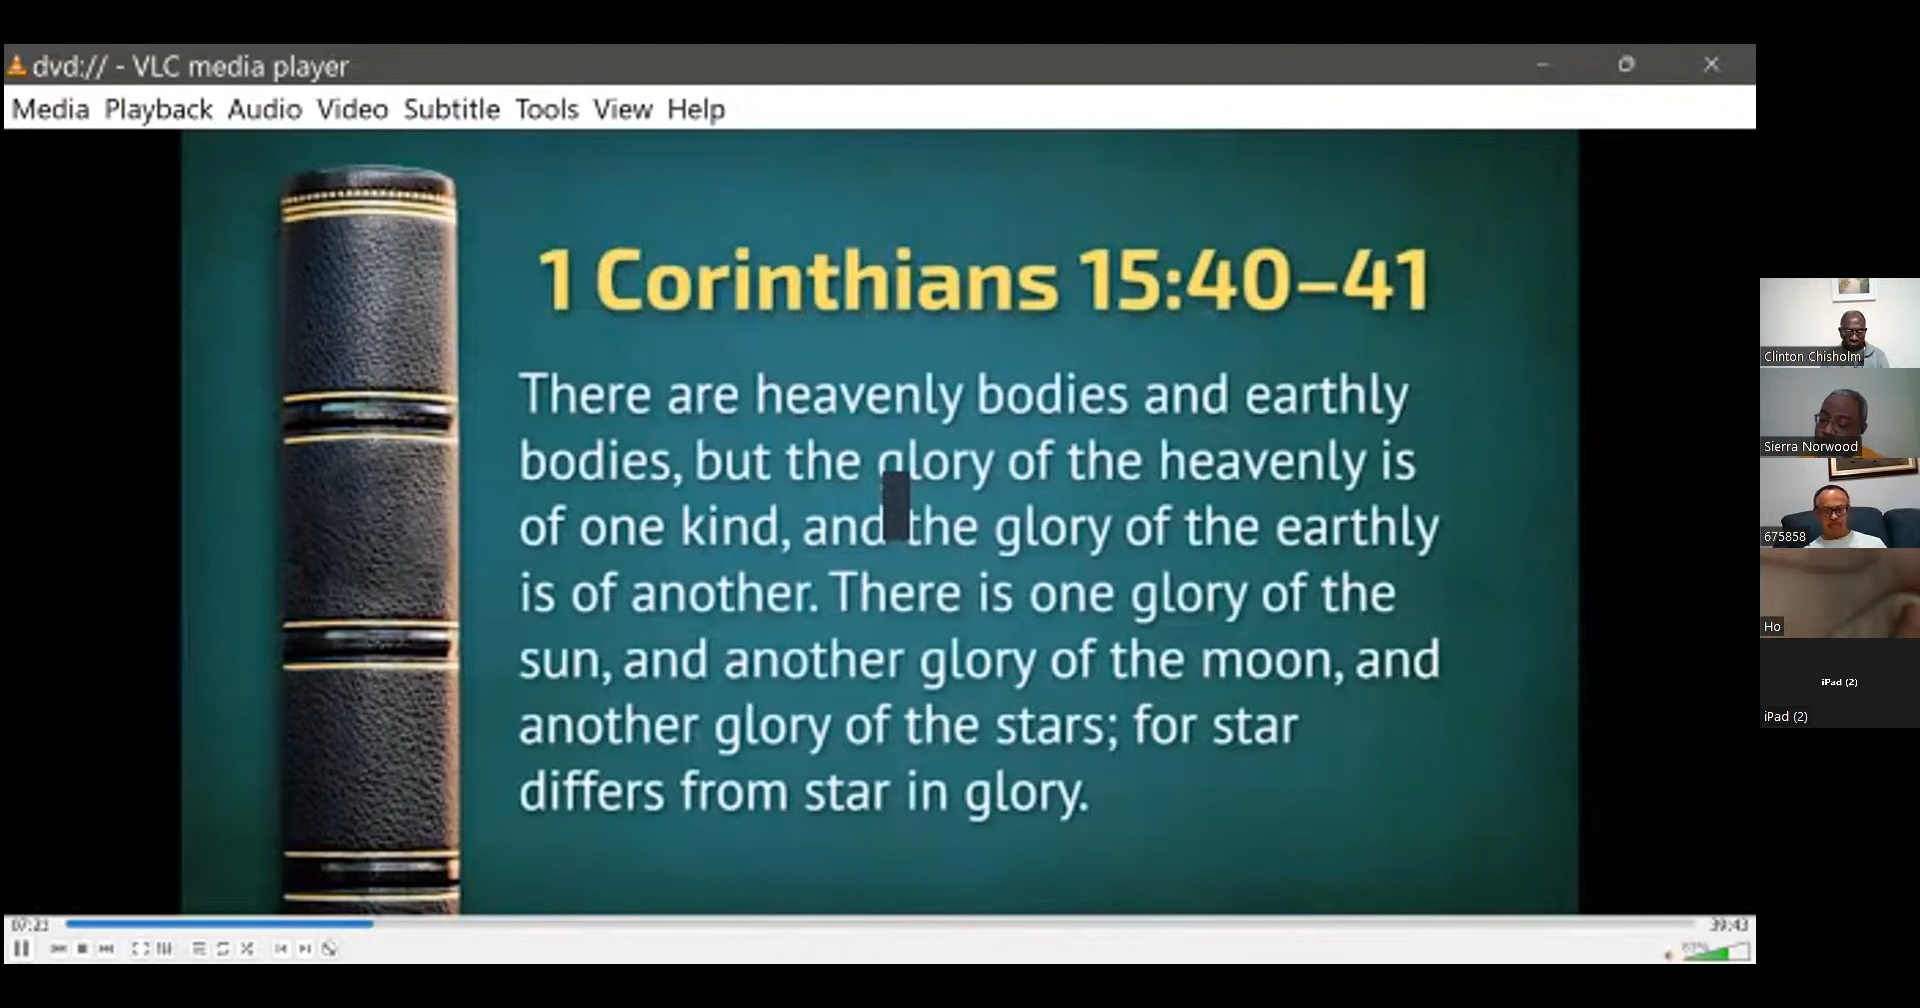 dvd:// - VLC media player
Media Playback Audio Video Subtitle Tools View Help
1 Corinthians 15:40–41
There are heavenly bodies and earthly
bodies, but the glory of the heavenly is
of one kind, and the glory of the earthly
is of another. There is one glory of the
sun, and another glory of the moon, and
another glory of the stars; for star
differs from star in glory.
07:23
39:43
Clinton Chisholm
Sierra Norwood
675858
Ho
iPad (2)
iPad (2)